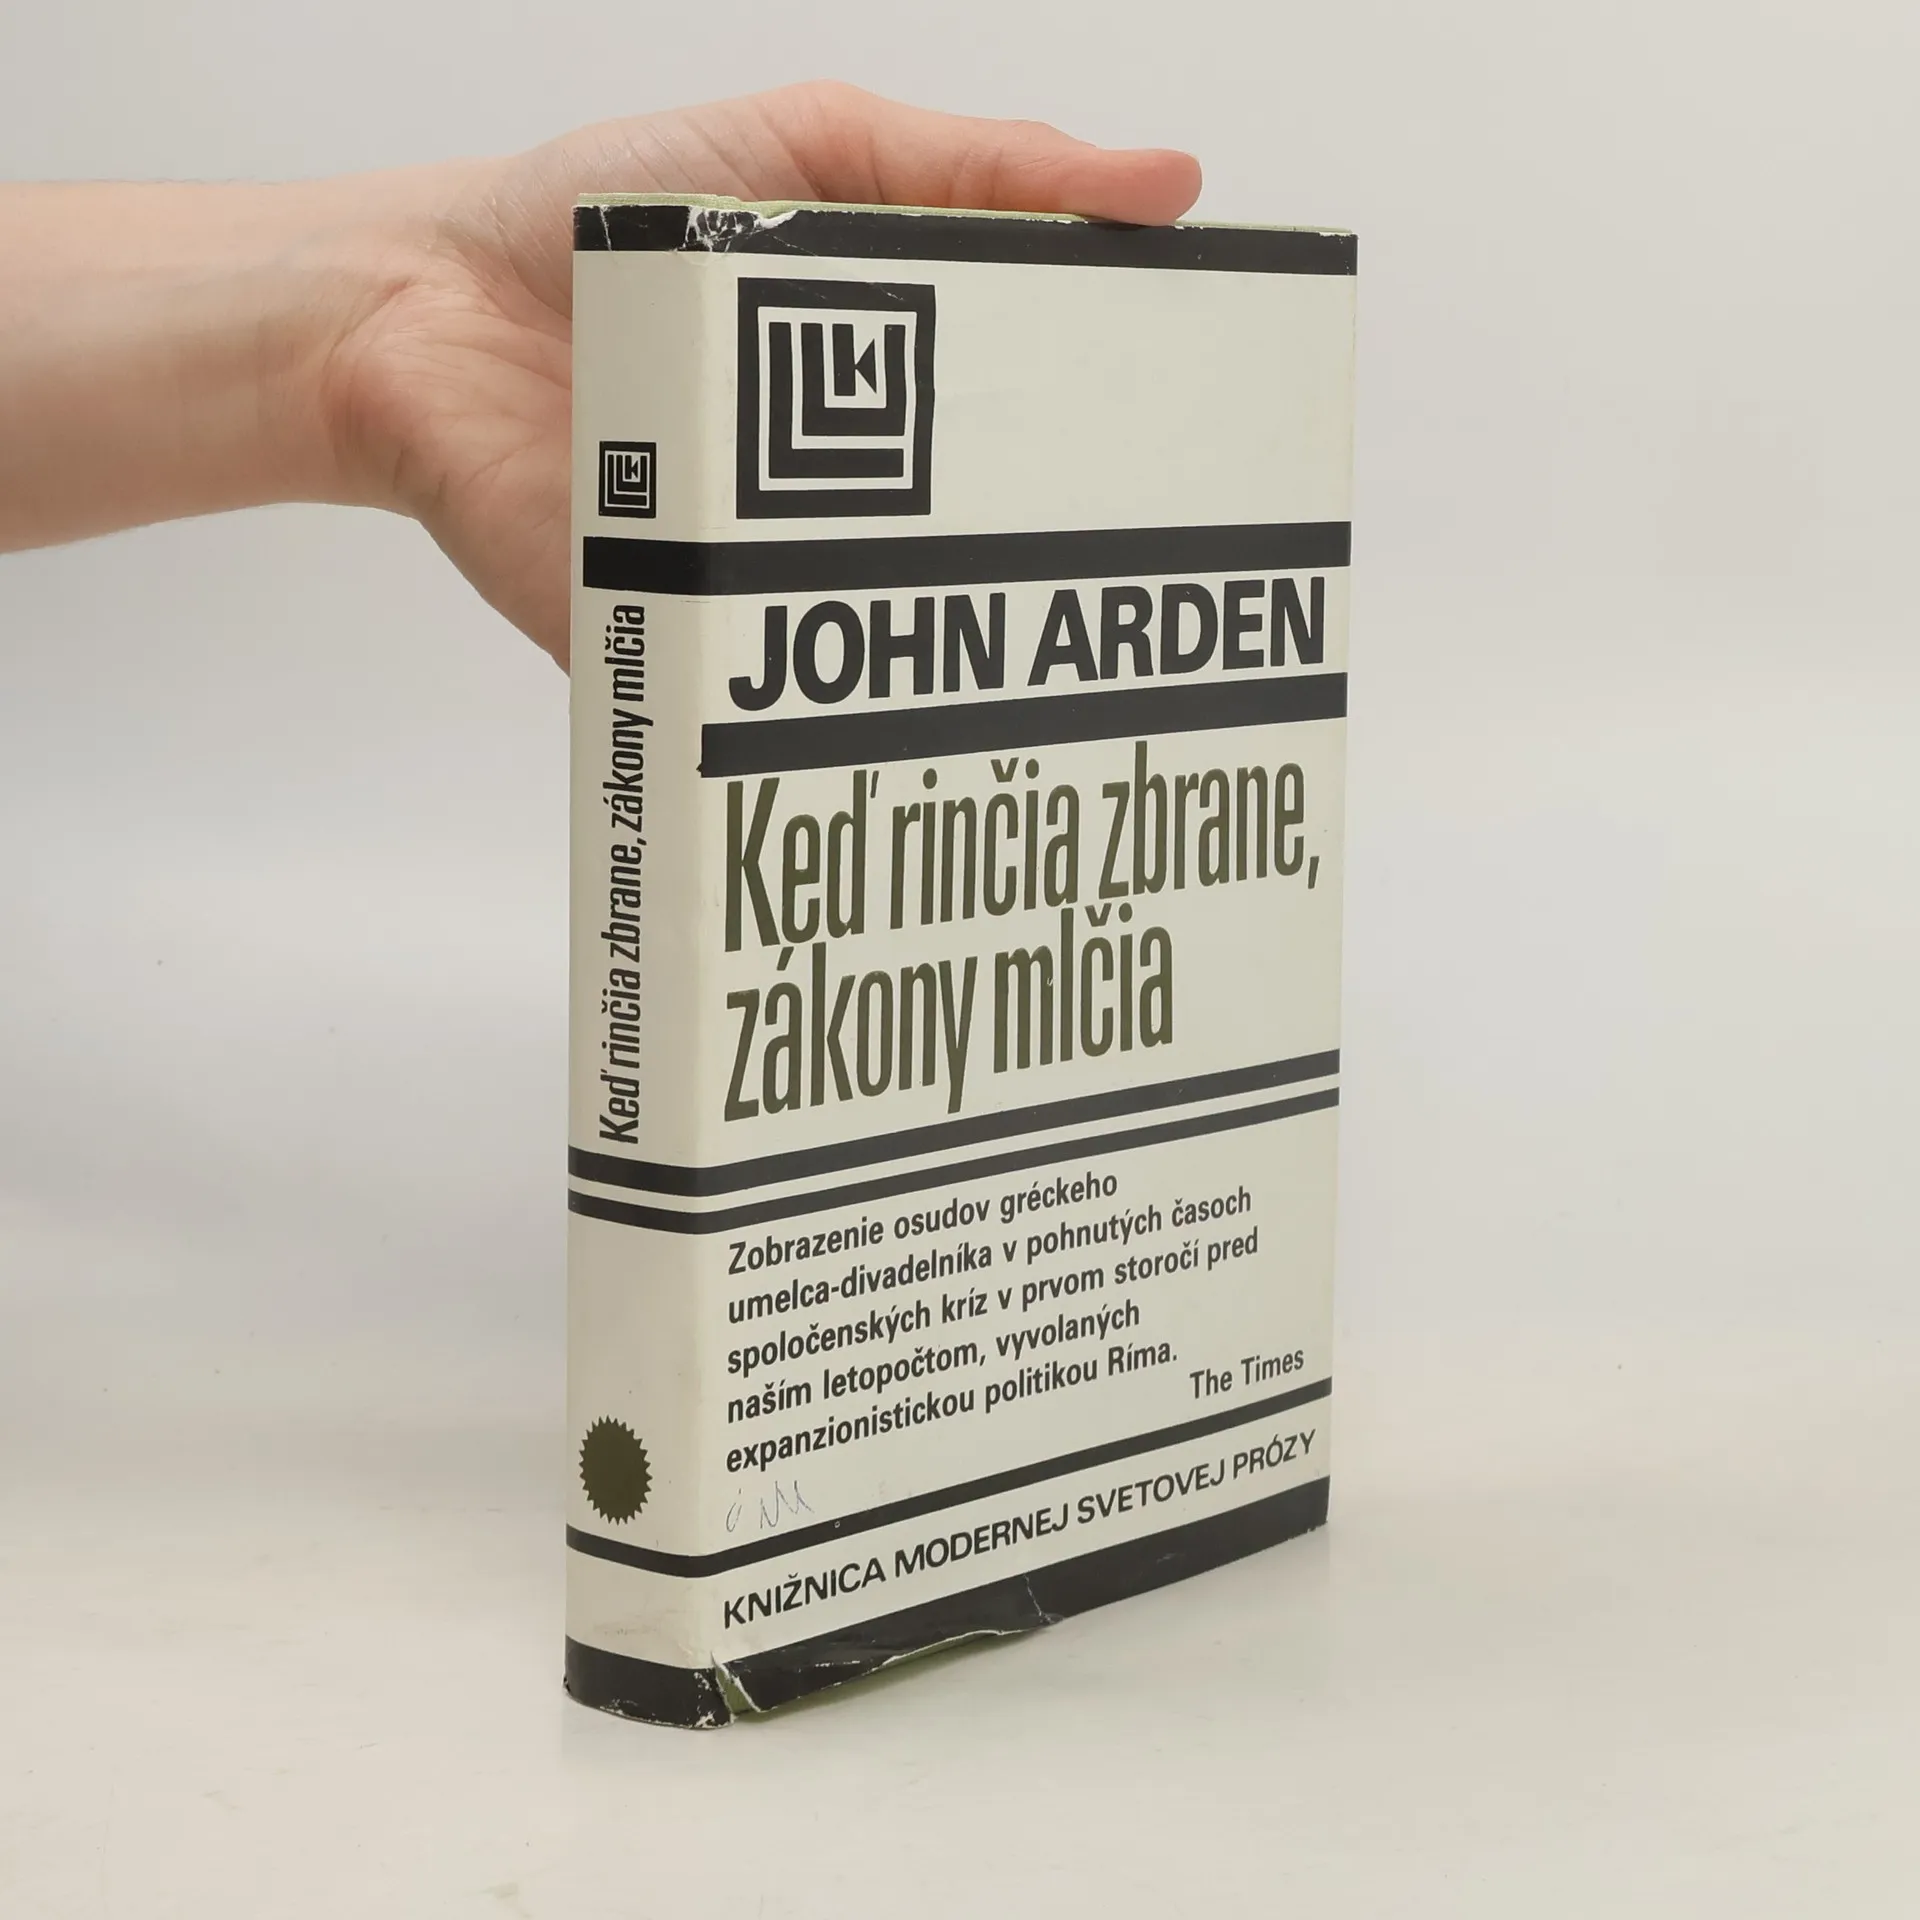 Keď rinčia zbrane, zákony mlčia
JOHN ARDEN
Keď rinčia zbrane,
zákony mlčia
Zobrazenie osudov gréckeho
umelca-divadelníka v pohnutých časoch
spoločenských kríz v prvom storočí pred
naším letopočtom, vyvolaných
expanzionistickou politikou Ríma.
The Times
KNIŽNICA MODERNEJ SVETOVEJ PRÓZY